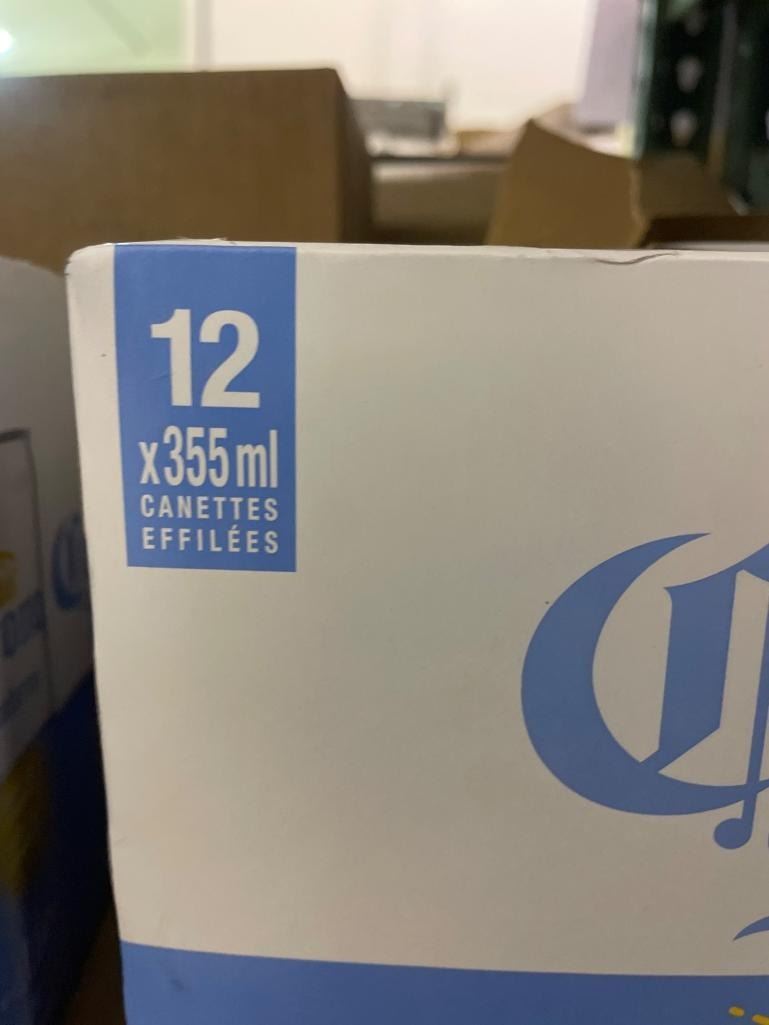 12
x355ml
CANETTES
EFFILÉES